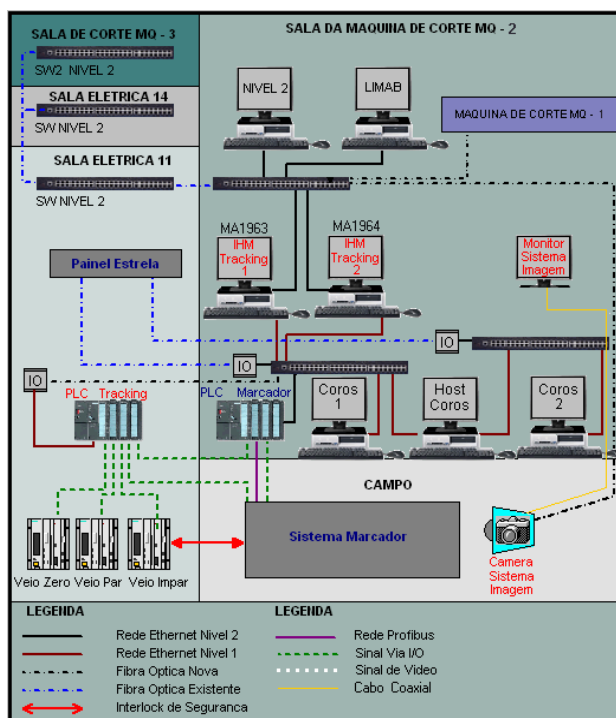 SALA DE CORTE MQ - 3
SW2 NIVEL 2
SALA ELETRICA 14
SW NIVEL 2
SALA ELETRICA 11
SW NIVEL 2
SALA DA MAQUINA DE CORTE MQ - 2
NIVEL 2
LIMAB
MAQUINA DE CORTE MQ - 1
MA1963
MA1964
IHM
Tracking
1
IHM
Tracking
2
Monitor
Sistema
Imagem
Painel Estrela
IO
IO
IO
PLC Tracking
PLC Marcador
Coros
1
Host
Coros
Coros
2
CAMPO
Sistema Marcador
Camera
Sistema
Imagem
Veio Zero
Veio Par
Veio Impar
LEGENDA
Rede Ethernet Nivel 2
Rede Ethernet Nivel 1
Fibra Optica Nova
Fibra Optica Existente
Interlock de Seguranca
LEGENDA
Rede Profibus
Sinal Via I/O
Sinal de Video
Cabo Coaxial